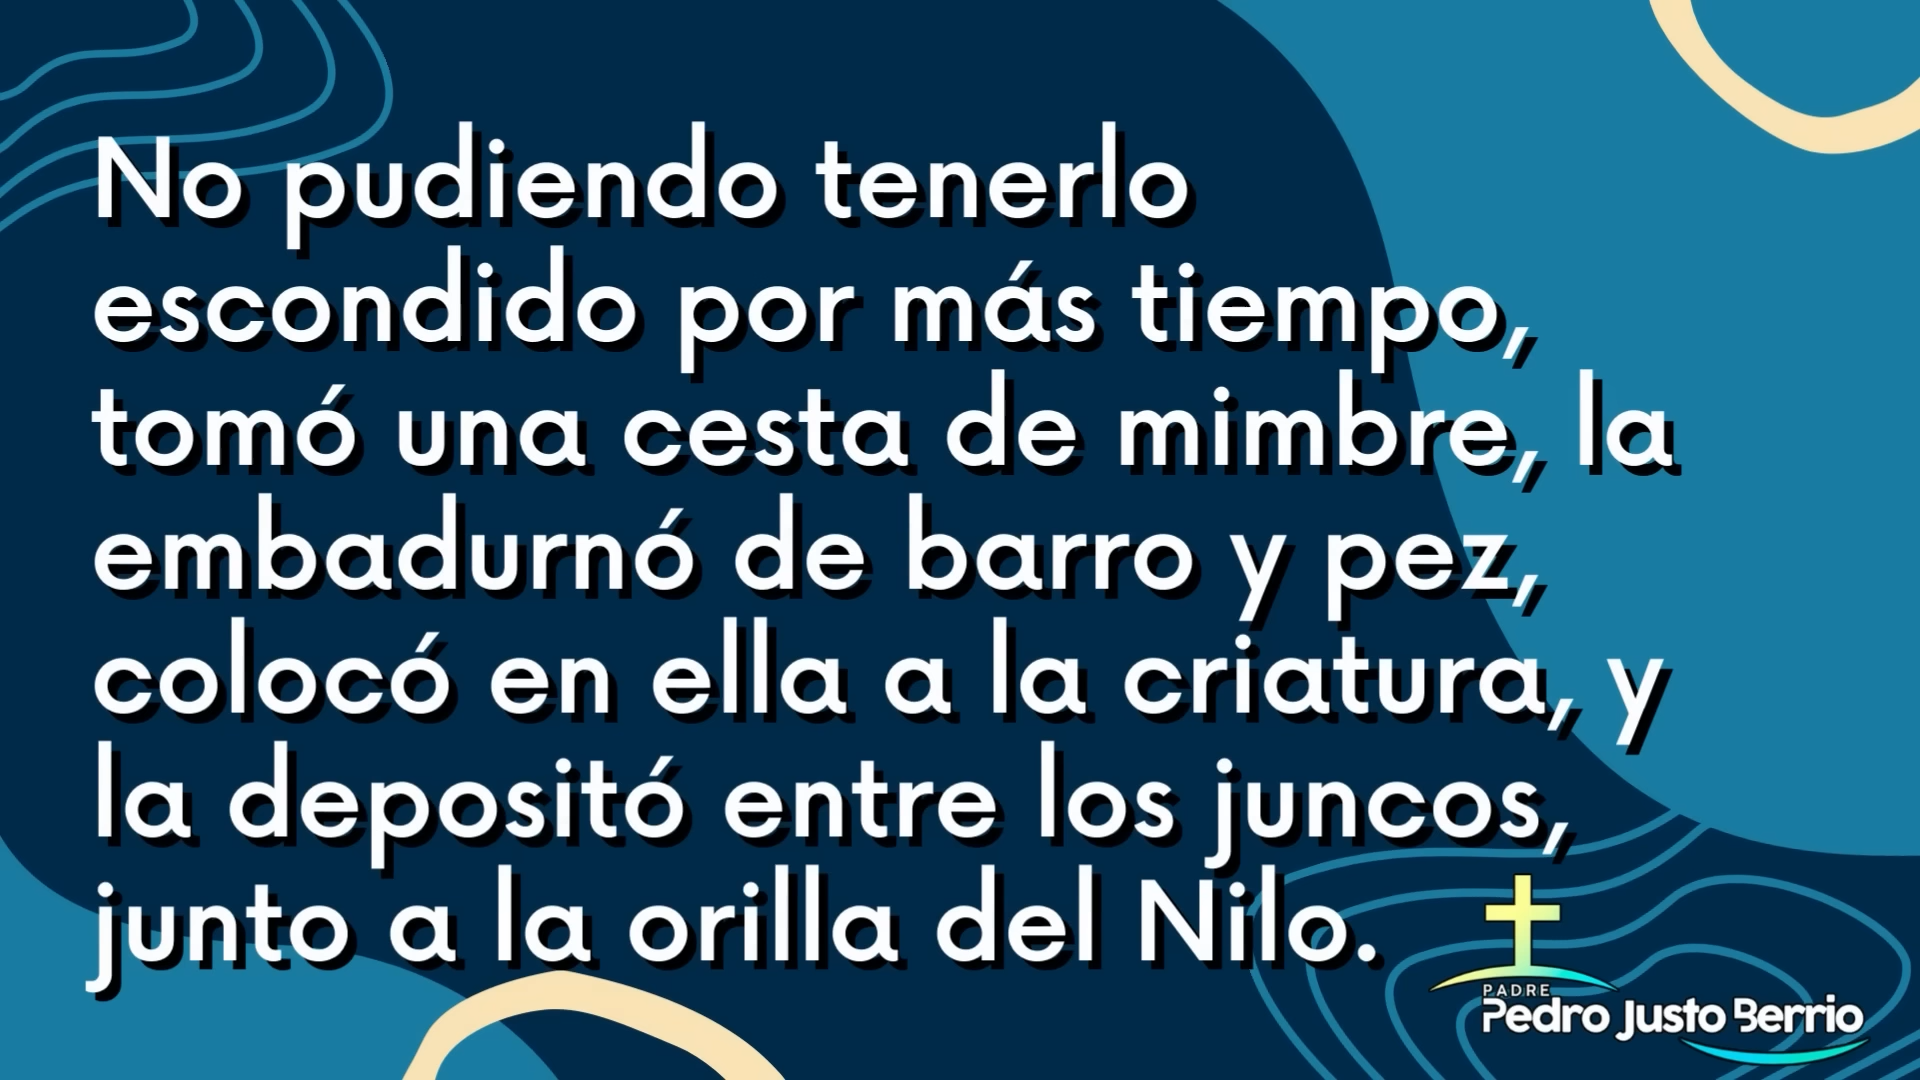 No pudiendo tenerlo
escondido por más tiempo,
tomó una cesta de mimbre, la
embadurnó de barro y pez,
colocó en ella a la criatura, y
la depositó entre los juncos,
junto a la orilla del Nilo.
PADRE
Pedro Justo Berrio